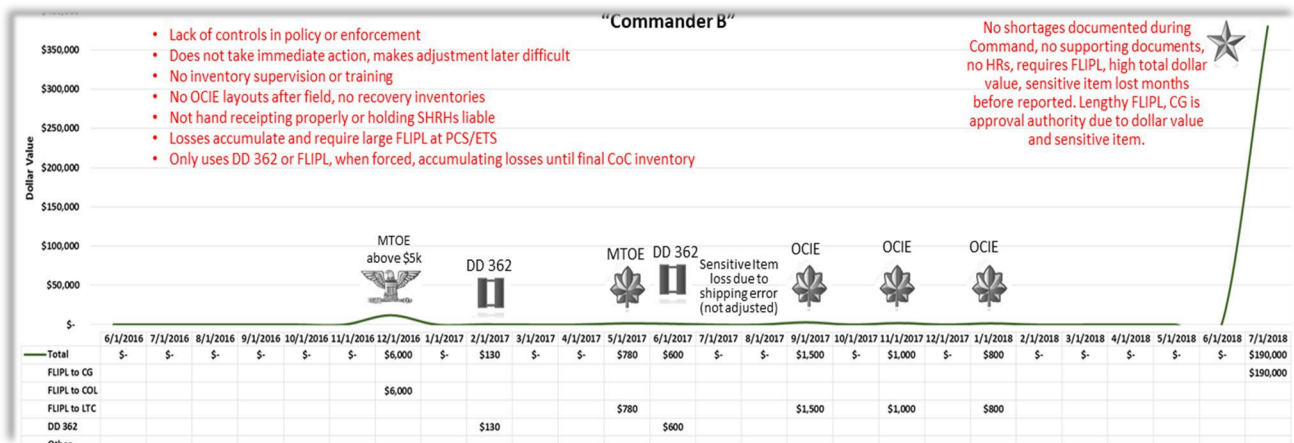 "Commander B"
• Lack of controls in policy or enforcement
• Does not take immediate action, makes adjustment later difficult
• No inventory supervision or training
• No OCIE layouts after field, no recovery inventories
• Not hand receipting properly or holding SHRHs liable
• Losses accumulate and require large FLIPL at PCS/ETS
• Only uses DD 362 or FLIPL, when forced, accumulating losses until final CoC inventory
No shortages documented during
Command, no supporting documents,
no HRs, requires FLIPL, high total dollar
value, sensitive item lost months
before reported. Lengthy FLIPL, CG is
approval authority due to dollar value
and sensitive item.
Dollar Value
$350,000
$300,000
$250,000
$200,000
$150,000
$100,000
$50,000
$-
MTOE
above $5k
DD 362
MTOE
DD 362
Sensitive Item
loss due to
shipping error
(not adjusted)
OCIE
OCIE
OCIE
6/1/2016 7/1/2016 8/1/2016 9/1/2016 10/1/2016 11/1/2016 12/1/2016 1/1/2017 2/1/2017 3/1/2017 4/1/2017 5/1/2017 6/1/2017 7/1/2017 8/1/2017 9/1/2017 10/1/2017 11/1/2017 12/1/2017 1/1/2018 2/1/2018 3/1/2018 4/1/2018 5/1/2018 6/1/2018 7/1/2018
Total $- $- $- $- $- $- $6,000 $- $130 $- $- $780 $600 $- $- $1,500 $- $1,000 $- $800 $- $- $- $- $- $190,000
FLIPL to CG $190,000
FLIPL to COL $6,000
FLIPL to LTC $780 $1,500 $1,000 $800
DD 362 $130 $600